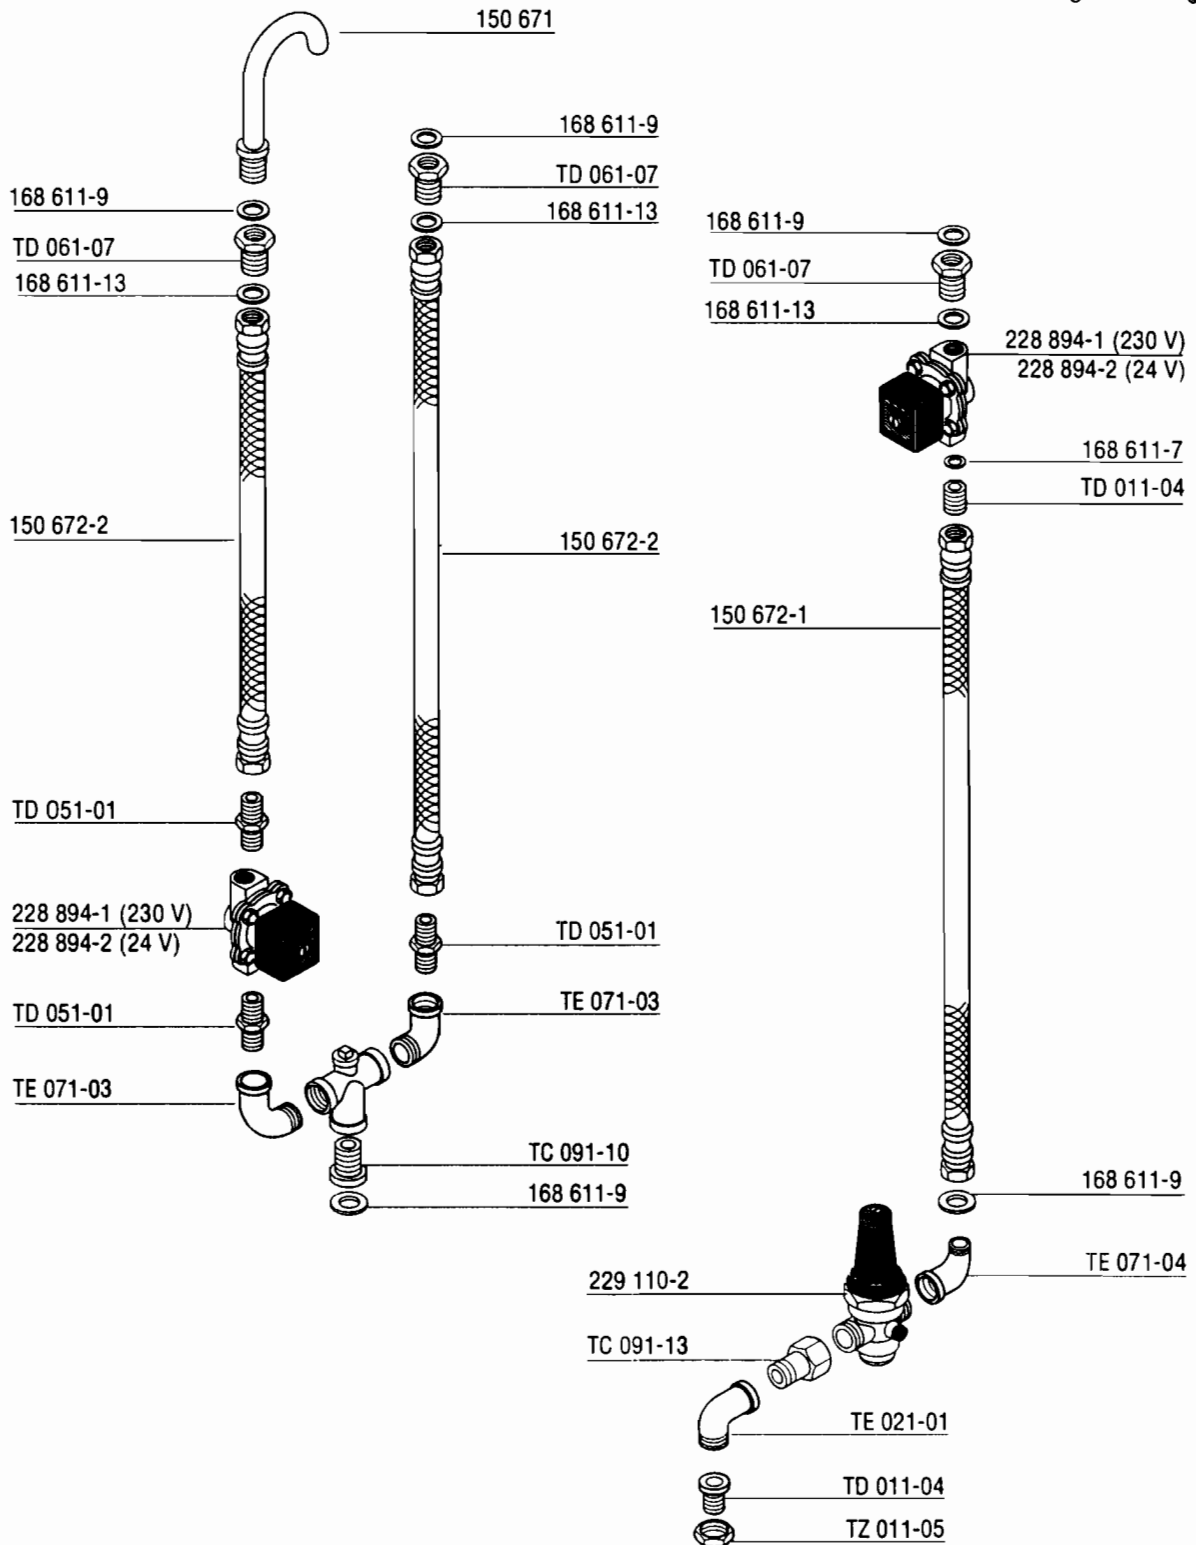 150 671
168 611-9
TD 061-07
168 611-13
168 611-9
TD 061-07
168 611-13
168 611-9
TD 061-07
168 611-13
228 894-1 (230 V)
228 894-2 (24 V)
168 611-7
TD 011-04
150 672-2
150 672-2
150 672-1
TD 051-01
228 894-1 (230 V)
228 894-2 (24 V)
TD 051-01
TD 051-01
TE 071-03
TE 071-03
TC 091-10
168 611-9
168 611-9
TE 071-04
229 110-2
TC 091-13
TE 021-01
TD 011-04
TZ 011-05